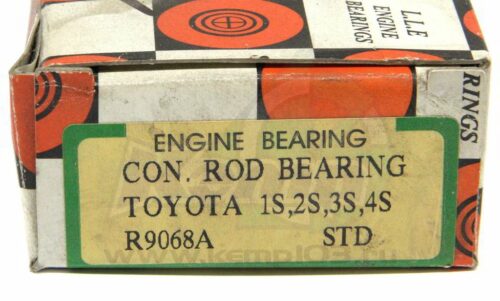 I.L.E
ENGINE
BEARINGS
RINGS
ENGINE BEARING
CON. ROD BEARING
TOYOTA 1S,2S,3S,4S
R9068A STD